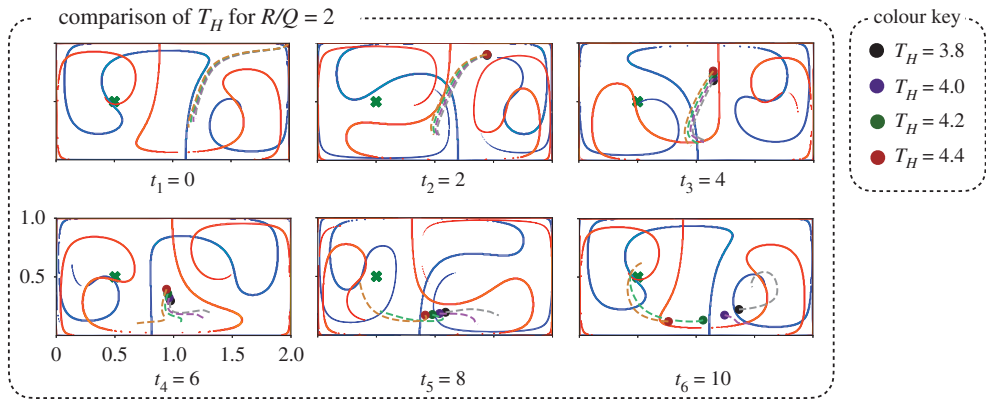 comparison of T_H for R/Q = 2
colour key
T_H = 3.8
T_H = 4.0
T_H = 4.2
T_H = 4.4
t_1 = 0
t_2 = 2
t_3 = 4
1.0
0.5
0 0.5 1.0 1.5 2.0
t_4 = 6
t_5 = 8
t_6 = 10